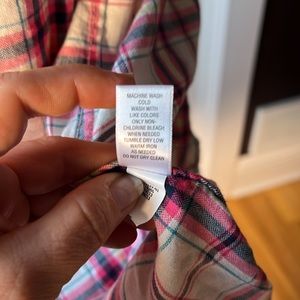 MACHINE WASH
COLD
WASH WITH
LIKE COLORS
ONLY NON-
CHLORINE BLEACH
WHEN NEEDED
TUMBLE DRY LOW
WARM IRON
AS NEEDED
DO NOT DRY CLEAN